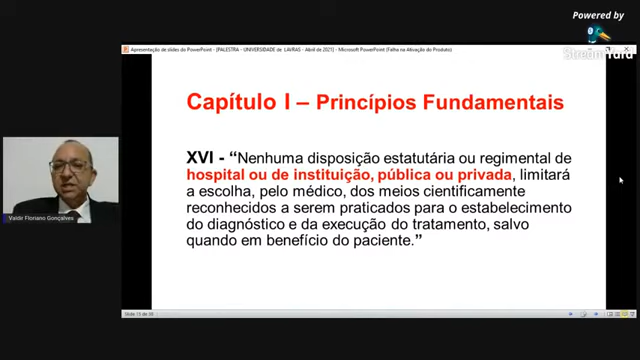 Powered by
StreamYard
Apresentação de slides do PowerPoint - [PALESTRA - UNIVERSIDADE de LAVRAS - Abril de 2021] - Microsoft PowerPoint (Falha na Ativação do Produto)
Capítulo I – Princípios Fundamentais
XVI - “Nenhuma disposição estatutária ou regimental de
hospital ou de instituição, pública ou privada, limitará
a escolha, pelo médico, dos meios cientificamente
reconhecidos a serem praticados para o estabelecimento
do diagnóstico e da execução do tratamento, salvo
quando em benefício do paciente.”
Valdir Floriano Gonçalves